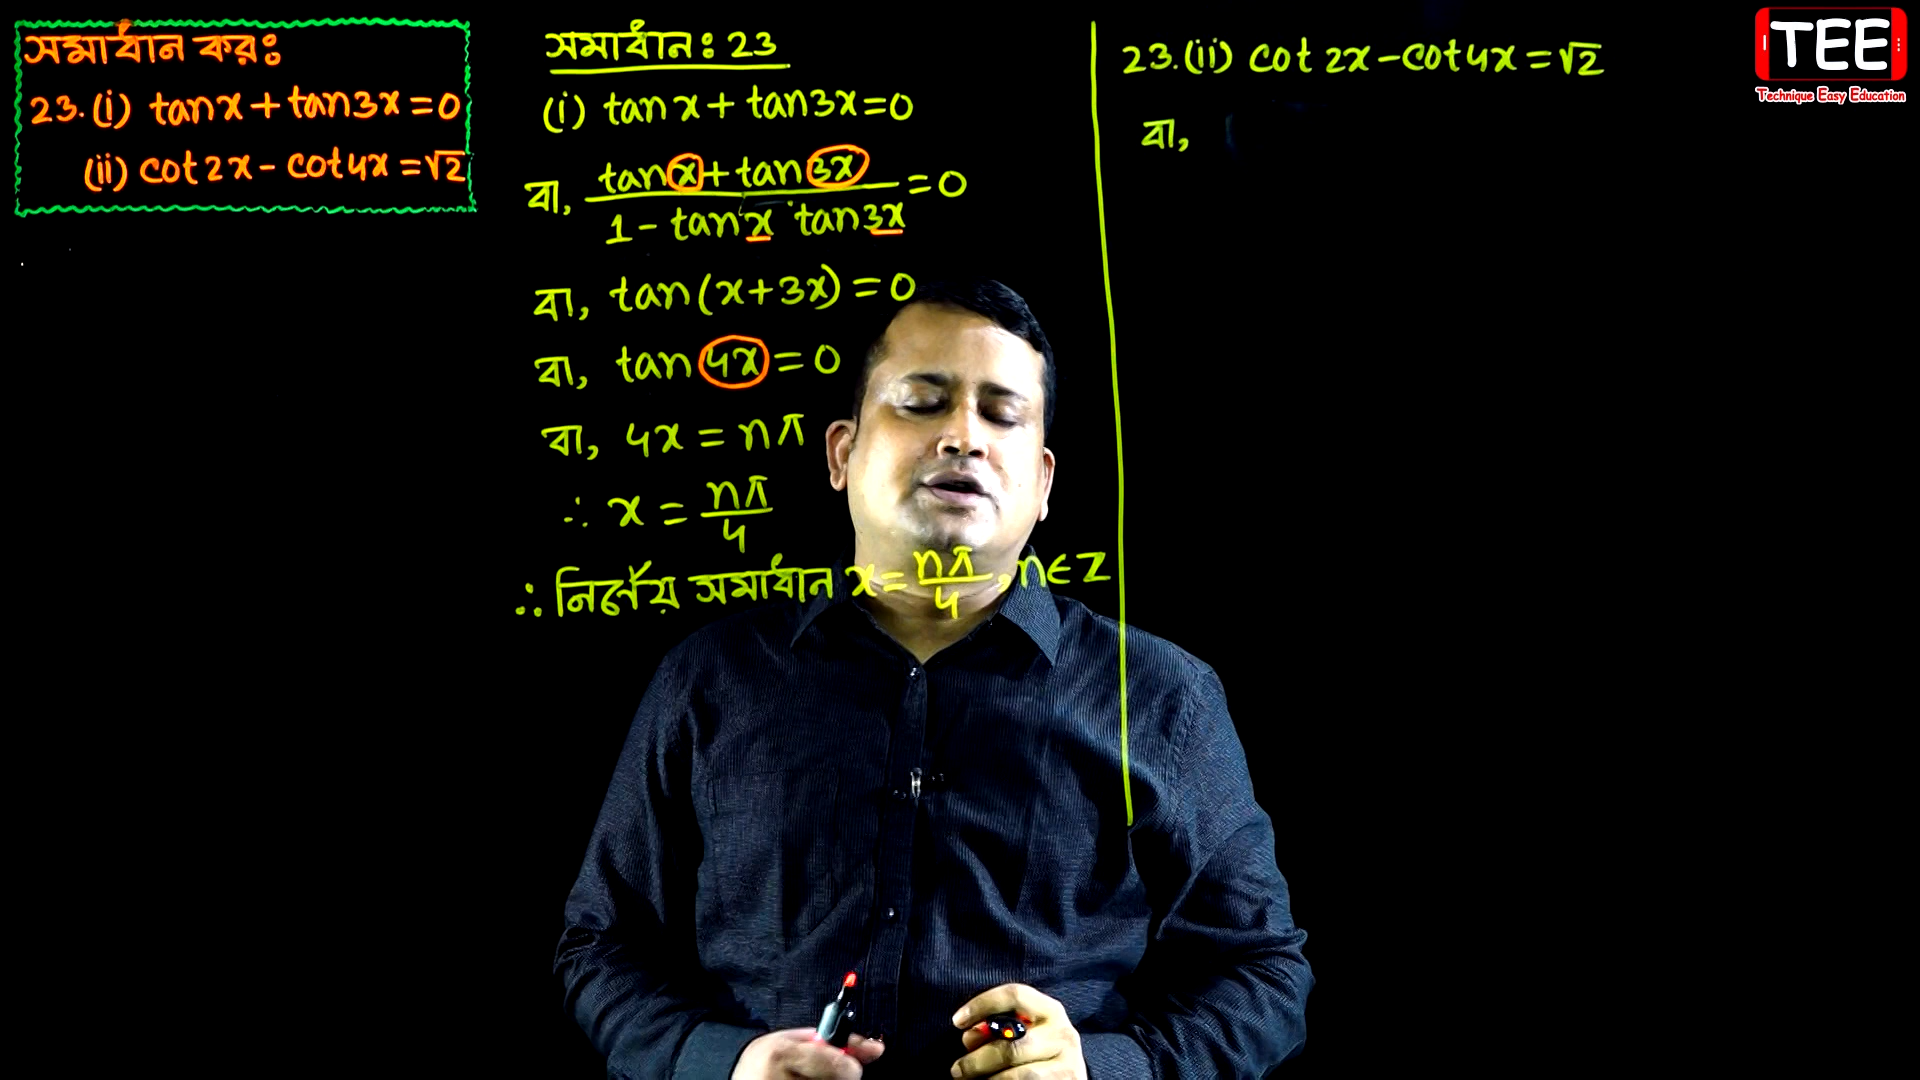 সমাধান করঃ
23. (i) tanx + tan3x = 0
(ii) cot2x - cot4x = √2
সমাধানঃ 23
(i) tanx + tan3x = 0
বা, (tanx + tan3x)/(1 - tanx tan3x) = 0
বা, tan(x+3x) = 0
বা, tan4x = 0
বা, 4x = nπ
∴ x = nπ/4
∴ নির্ণেয় সমাধান x = nπ/4, n∈Z
23. (ii) cot2x - cot4x = √2
বা,
TEE
Technique Easy Education